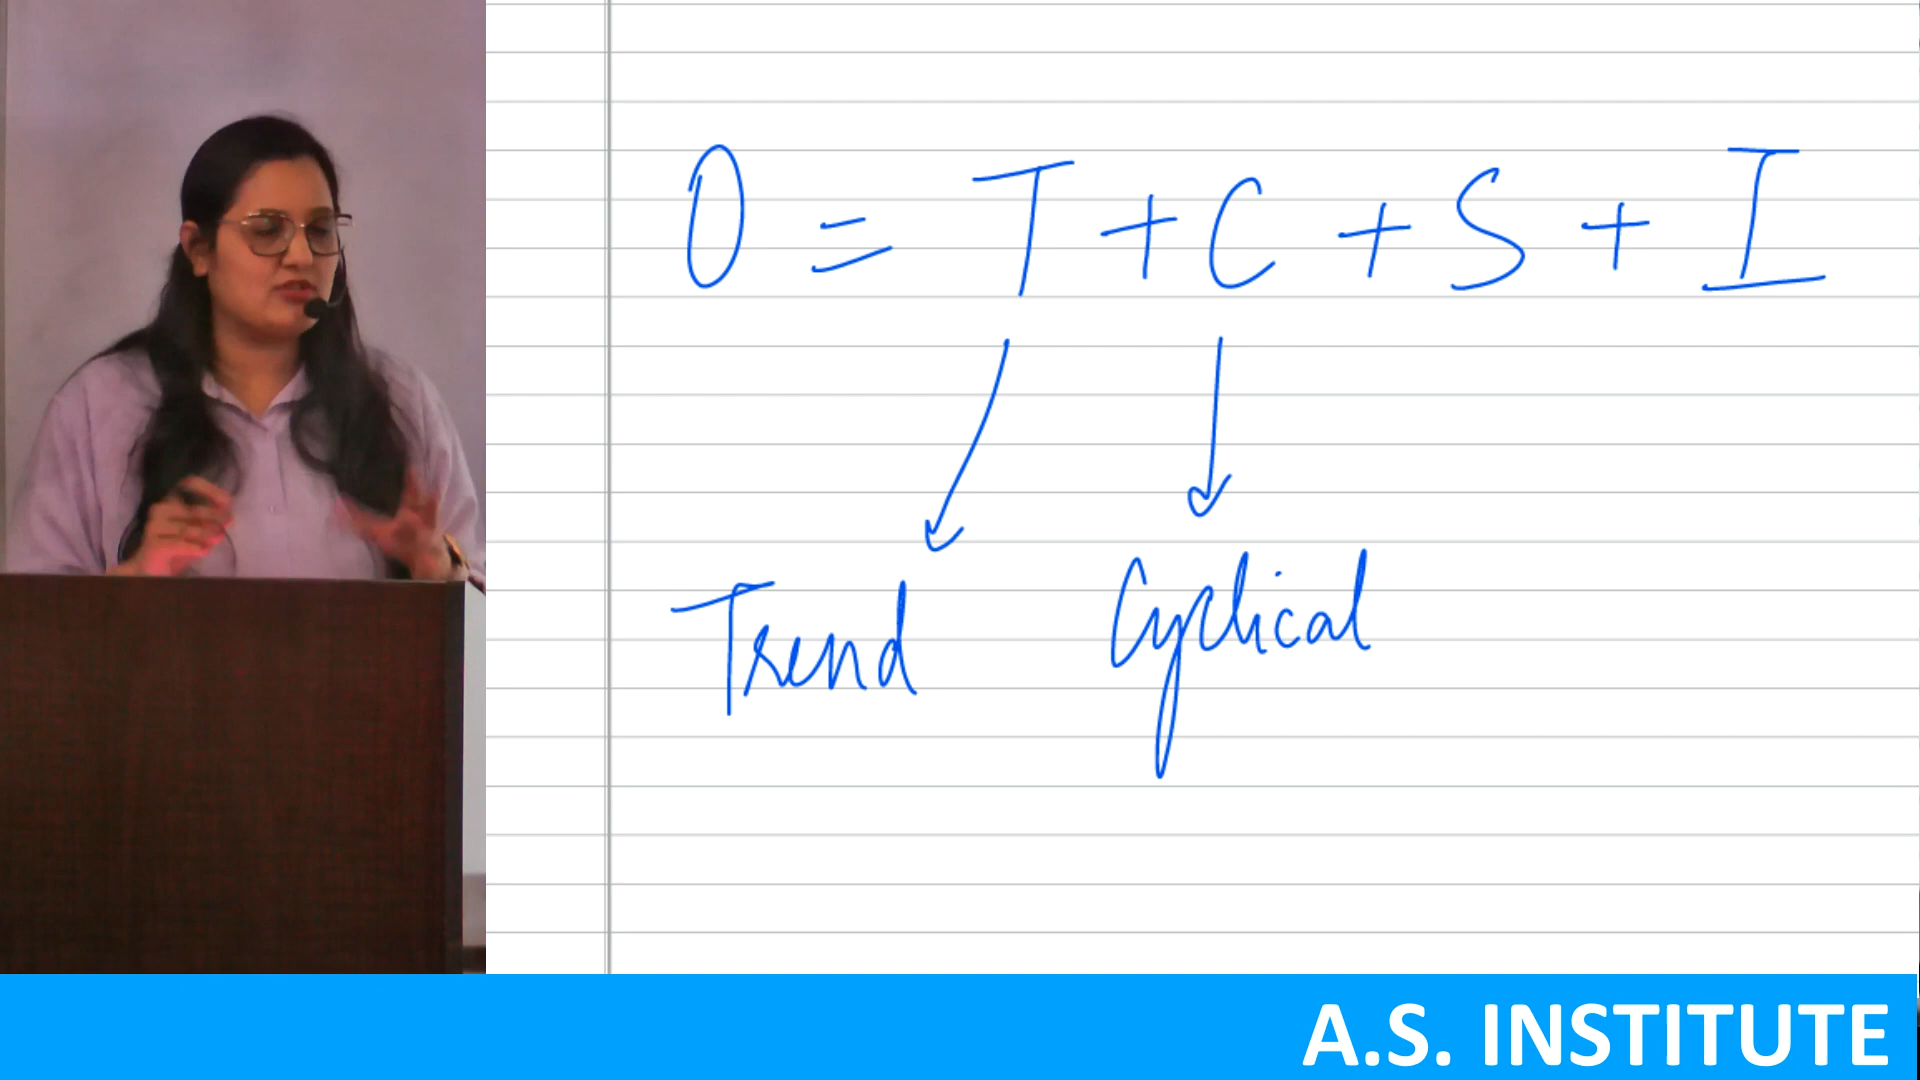 O = T + C + S + I
Trend Cyclical
A.S. INSTITUTE